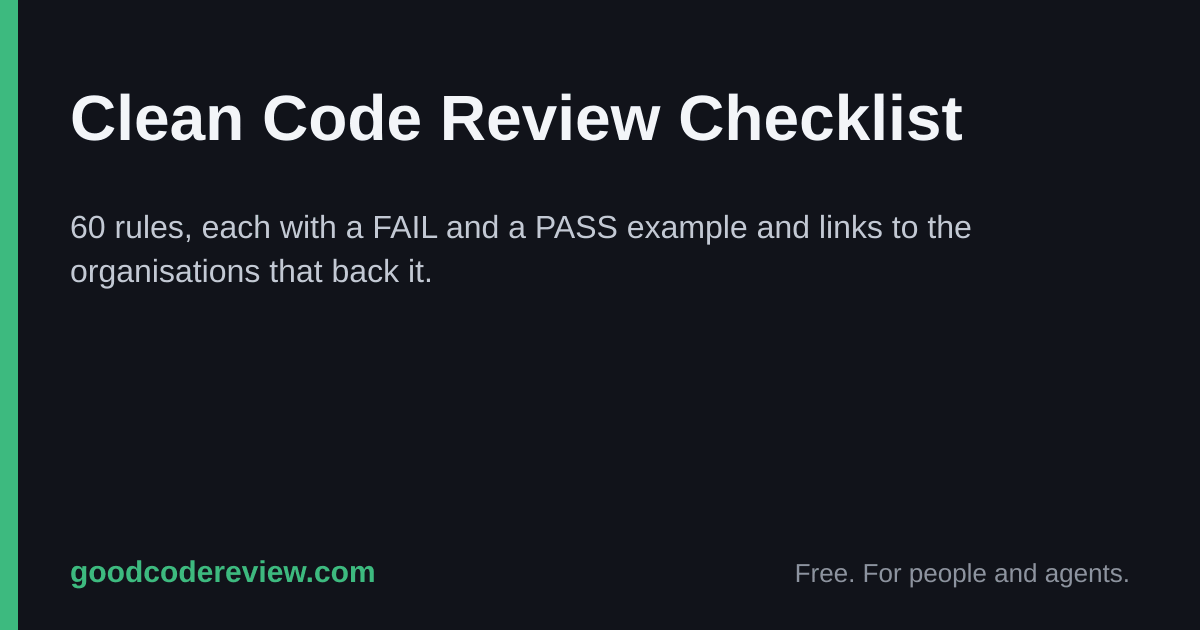 Clean Code Review Checklist
60 rules, each with a FAIL and a PASS example and links to the
organisations that back it.
goodcodereview.com
Free. For people and agents.